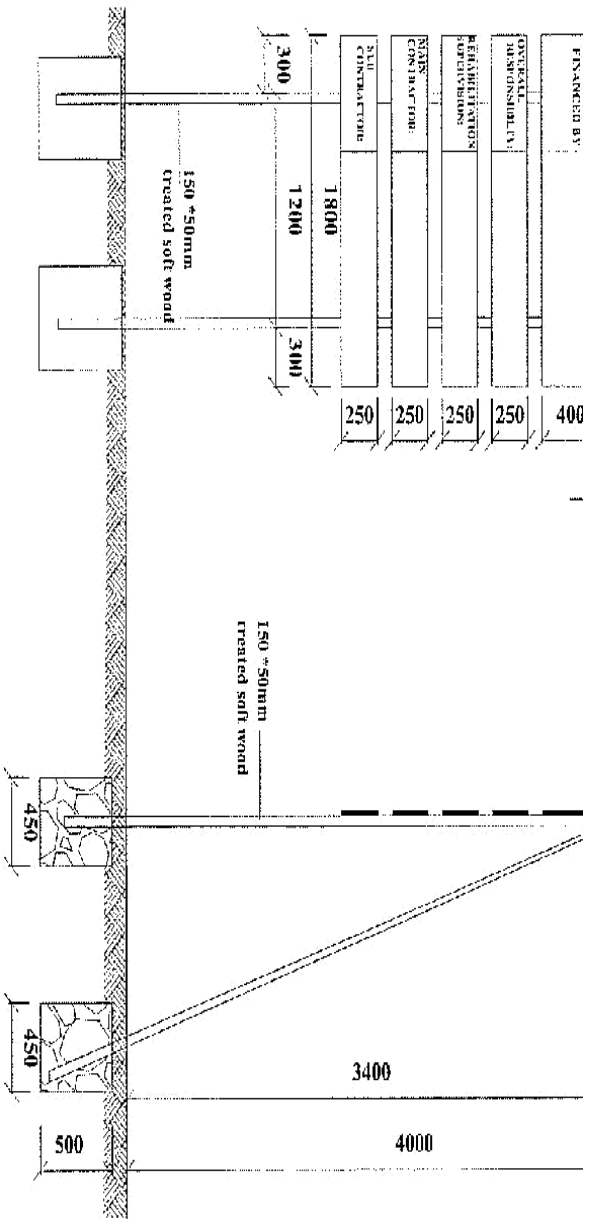 FINANCED BY
OVERALL
RESPONSIBILTY:
REHABILITATION
SUPERVISION:
MAIN
CONTRACTOR:
SUB
CONTRACTOR:
400
250
250
250
250
300
1200
300
1800
150 *50mm
treated soft wood
150 *50mm
treated soft wood
450
450
3400
4000
500